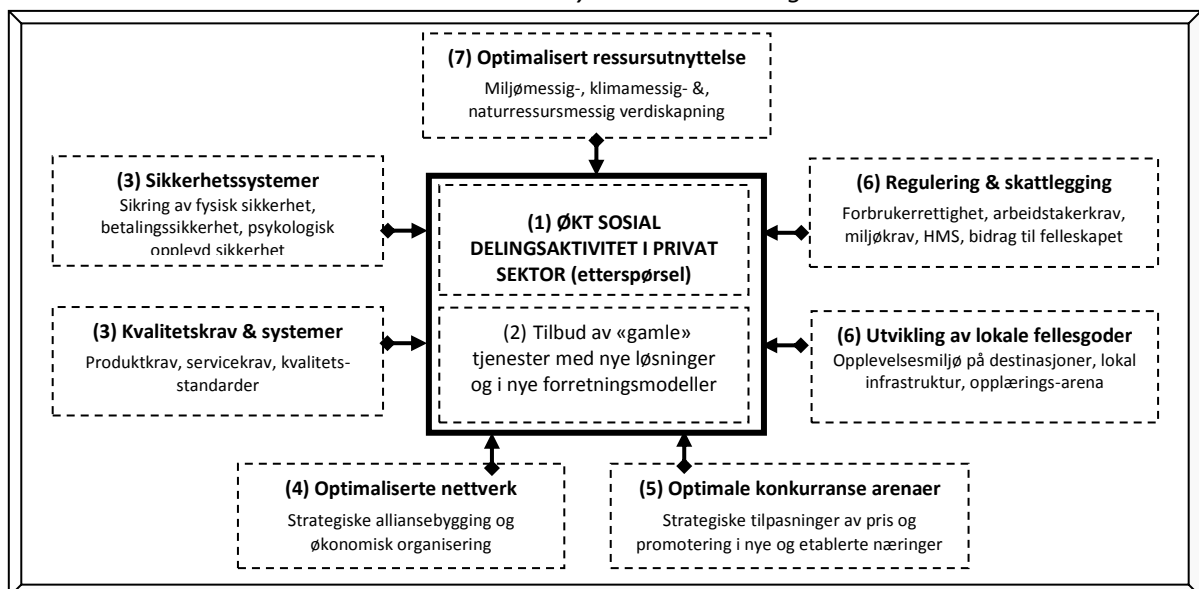 (7) Optimalisert ressursutnyttelse
Miljømessig-, klimamessig- &,
naturressursmessig verdiskapning
(3) Sikkerhetssystemer
Sikring av fysisk sikkerhet,
betalingssikkerhet, psykologisk
opplevd sikkerhet
(1) ØKT SOSIAL
DELINGSAKTIVITET I PRIVAT
SEKTOR (etterspørsel)
(6) Regulering & skattlegging
Forbrukerrettighet, arbeidstakerkrav,
miljøkrav, HMS, bidrag til felleskapet
(3) Kvalitetskrav & systemer
Produktkrav, servicekrav, kvalitets-
standarder
(2) Tilbud av «gamle»
tjenester med nye løsninger
og i nye forretningsmodeller
(6) Utvikling av lokale fellesgoder
Opplevelsesmiljø på destinasjoner, lokal
infrastruktur, opplærings-arena
(4) Optimaliserte nettverk
Strategiske alliansebygging og
økonomisk organisering
(5) Optimale konkurranse arenaer
Strategiske tilpasninger av pris og
promotering i nye og etablerte næringer